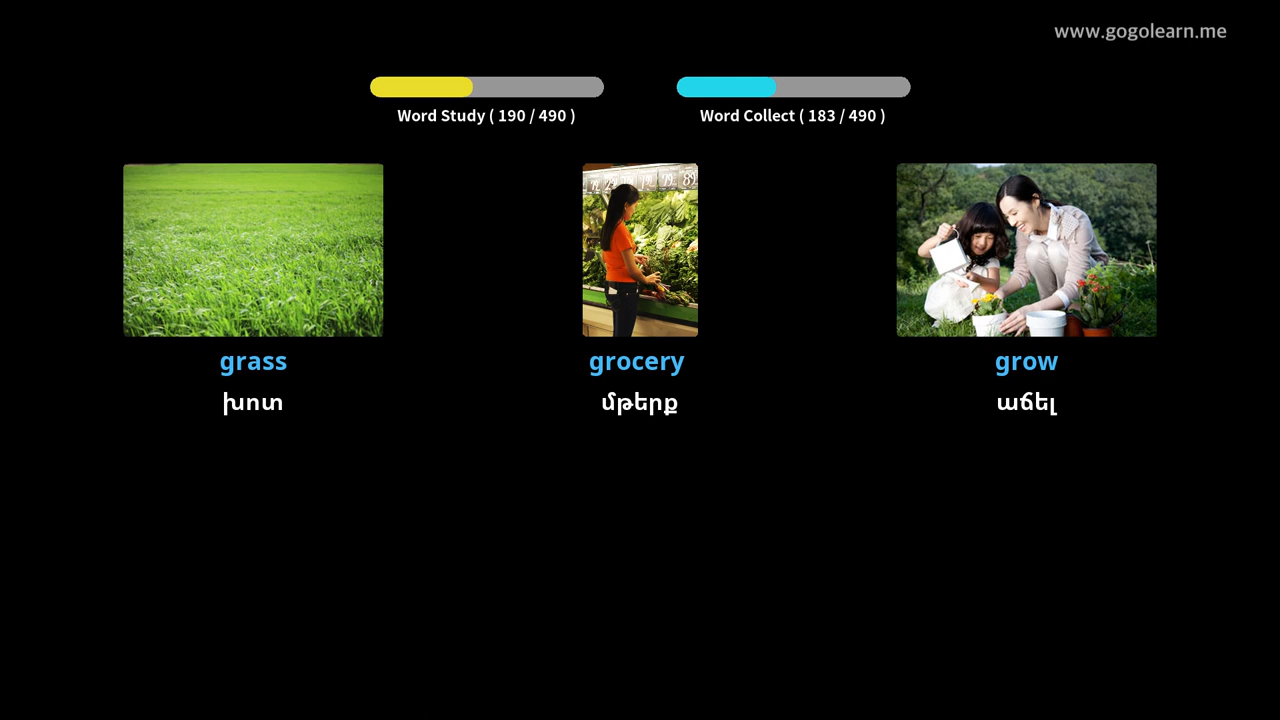 www.gogolearn.me
Word Study ( 190 / 490 )
Word Collect ( 183 / 490 )
grass
խոտ
grocery
մթերք
grow
աճել